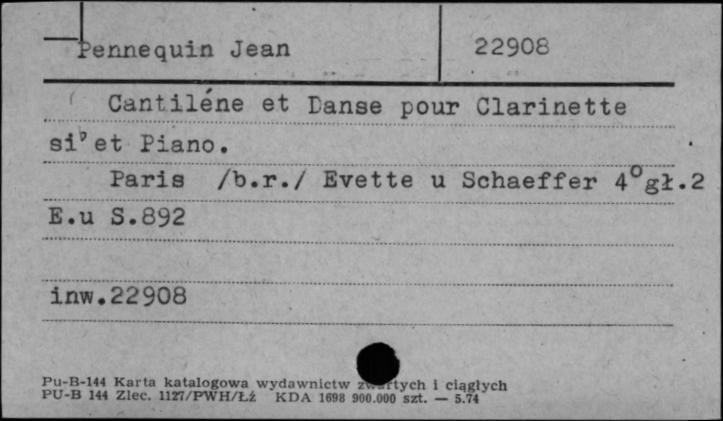 Pennequin Jean 22908
Cantiléne et Danse pour Clarinette
si♭ et Piano.
Paris /b.r./ Evette u Schaeffer 4°gł.2
E.u S.892
inw.22908
Pu-B-144 Karta katalogowa wydawnictw zwartych i ciągłych
PU-B 144 Zlec. 1127/PWH/Łż KDA 1698 900.000 szt. — 5.74